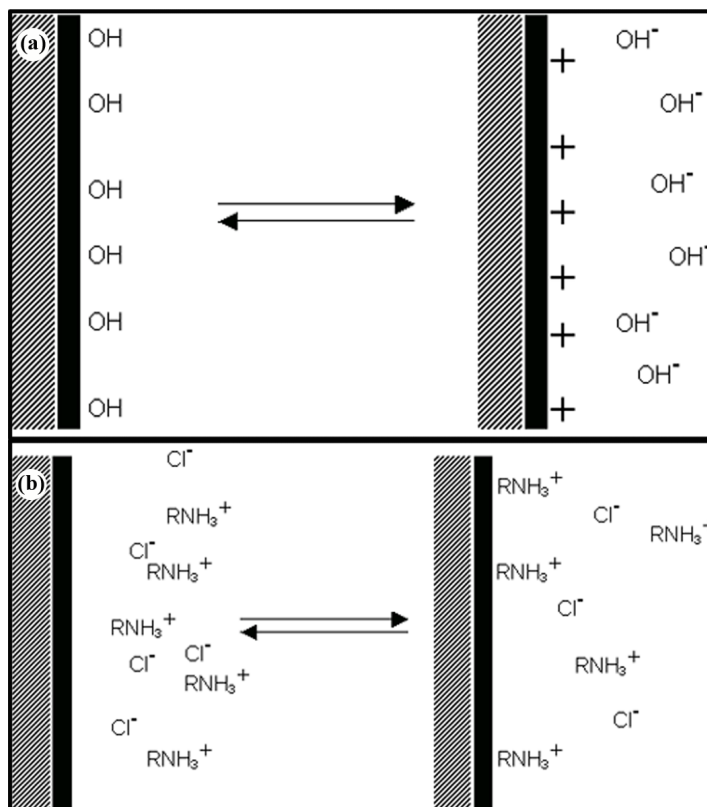 (a)
OH
OH
OH
OH
OH
OH
+
+
+
+
+
+
OH⁻
OH⁻
OH⁻
OH⁻
OH⁻
OH⁻
(b)
Cl⁻
RNH₃⁺
Cl⁻
RNH₃⁺
RNH₃⁺
Cl⁻
Cl⁻
RNH₃⁺
Cl⁻
RNH₃⁺
RNH₃⁺
Cl⁻
RNH₃⁺
RNH₃⁺
Cl⁻
RNH₃⁺
Cl⁻
RNH₃⁺